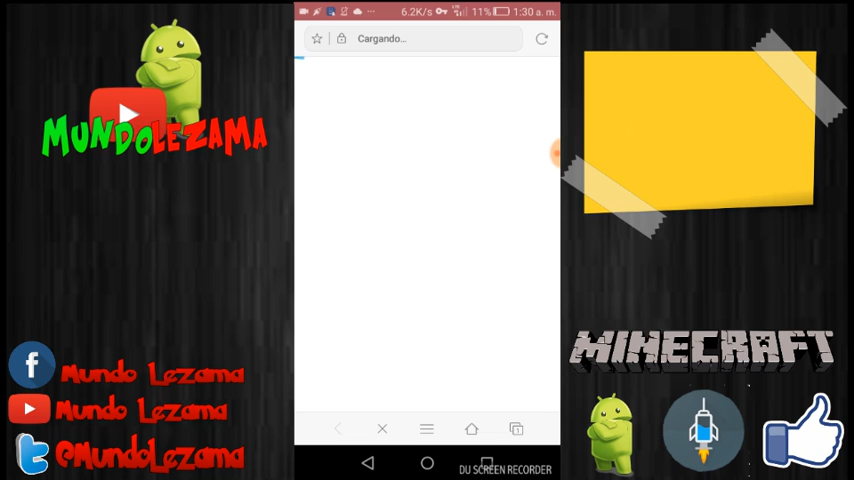 6.2K/s 11% 1:30 a. m.
Cargando...
MUNDOLEZAMA
MINECRAFT
f Mundo Lezama
Mundo Lezama
@MundoLezama
DU SCREEN RECORDER